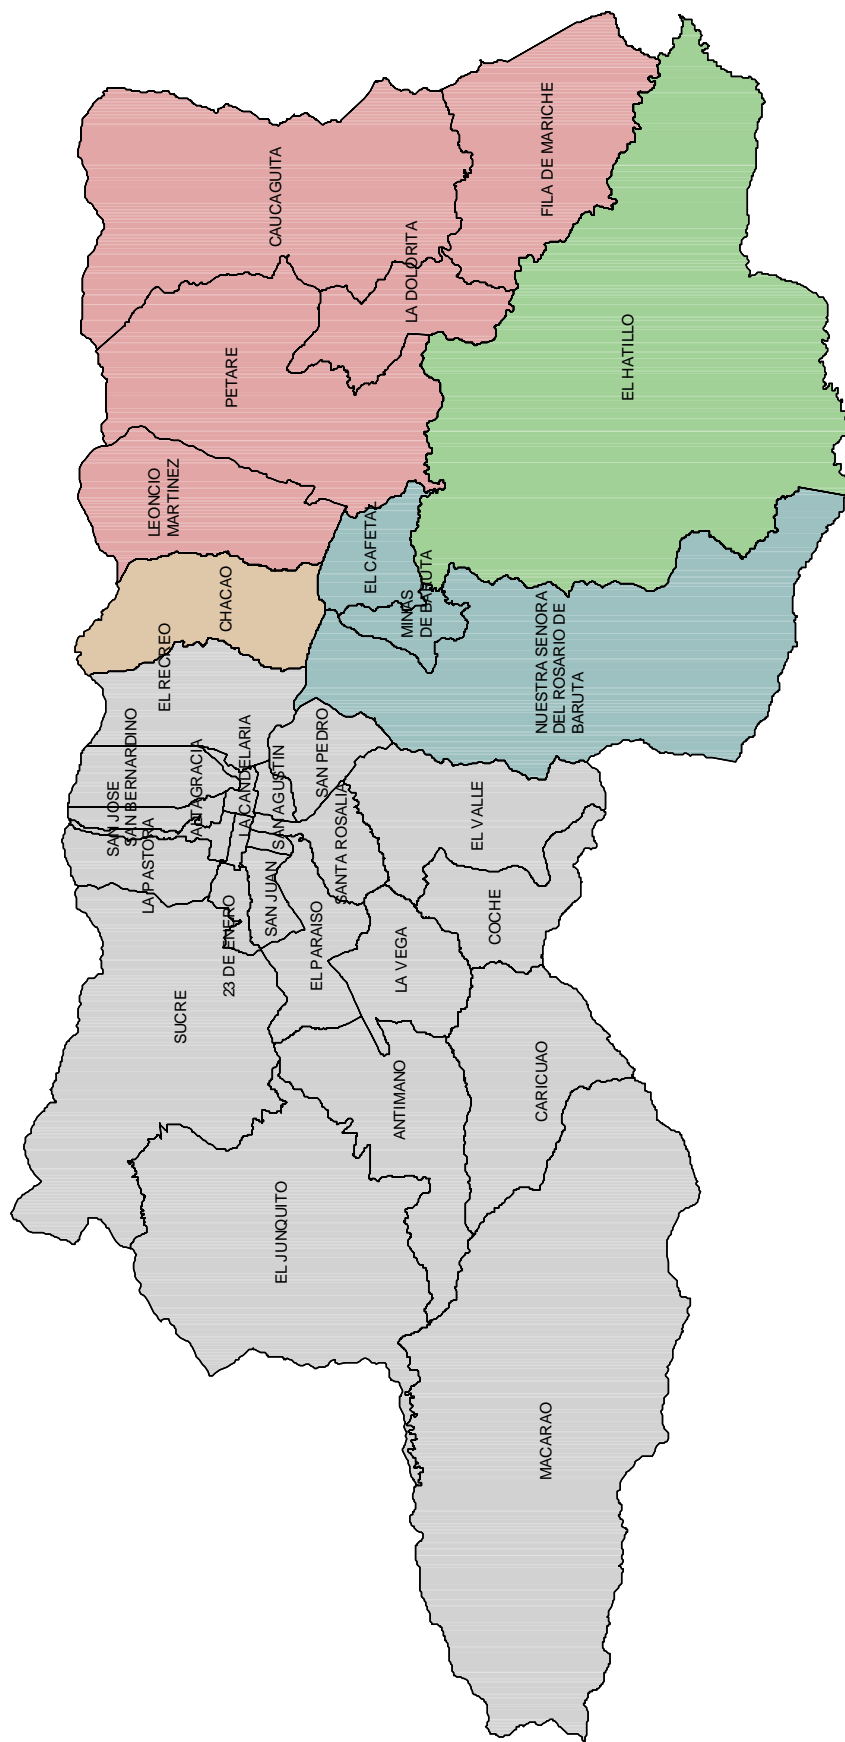 FILA DE MARICHE
CAUCAGUITA
LA DOLORITA
PETARE
EL HATILLO
LEONCIO
MARTINEZ
EL CAFETAL
CHACAO
MINAS
DE BARUTA
EL RECREO
NUESTRA SENORA
DEL ROSARIO DE
BARUTA
SAN JOSE
SAN BERNARDINO
LA CANDELARIA
SAN AGUSTIN
SAN PEDRO
LA PASTORA
SANTA ROSALIA
EL VALLE
23 DE ENERO
SAN JUAN
EL PARAISO
LA VEGA
COCHE
SUCRE
ANTIMANO
CARICUAO
EL JUNQUITO
MACARAO